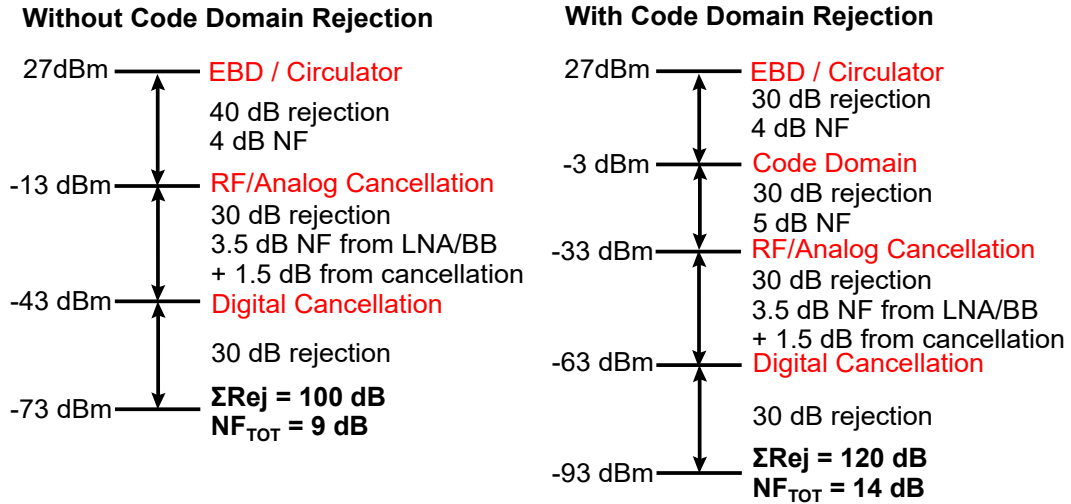 Without Code Domain Rejection
27dBm
EBD / Circulator
40 dB rejection
4 dB NF
-13 dBm
RF/Analog Cancellation
30 dB rejection
3.5 dB NF from LNA/BB
+ 1.5 dB from cancellation
-43 dBm
Digital Cancellation
30 dB rejection
-73 dBm
ΣRej = 100 dB
NF_TOT = 9 dB
With Code Domain Rejection
27dBm
EBD / Circulator
30 dB rejection
4 dB NF
-3 dBm
Code Domain
30 dB rejection
5 dB NF
-33 dBm
RF/Analog Cancellation
30 dB rejection
3.5 dB NF from LNA/BB
+ 1.5 dB from cancellation
-63 dBm
Digital Cancellation
30 dB rejection
-93 dBm
ΣRej = 120 dB
NF_TOT = 14 dB